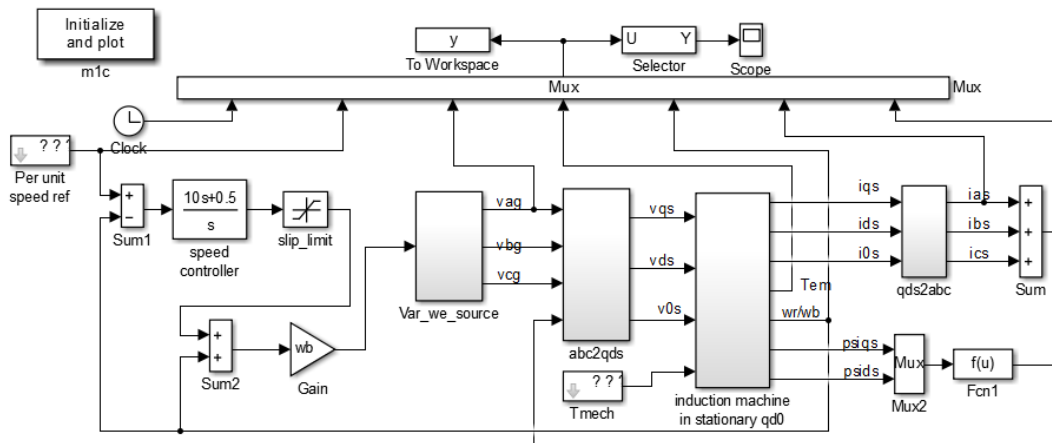 Initialize
and plot
m1c
y
To Workspace
U Y
Selector
Scope
Mux
Mux
Clock
? ? ?
Per unit
speed ref
+
−
Sum1
10s+0.5
s
speed
controller
slip_limit
+
+
Sum2
wb
Gain
Var_we_source
vag
vbg
vcg
abc2qds
vqs
vds
v0s
? ? ?
Tmech
induction machine
in stationary qd0
iqs
ids
i0s
Tem
wr/wb
psiqs
psids
qds2abc
ias
ibs
ics
+
+
+
Sum
Mux
Mux2
f(u)
Fcn1